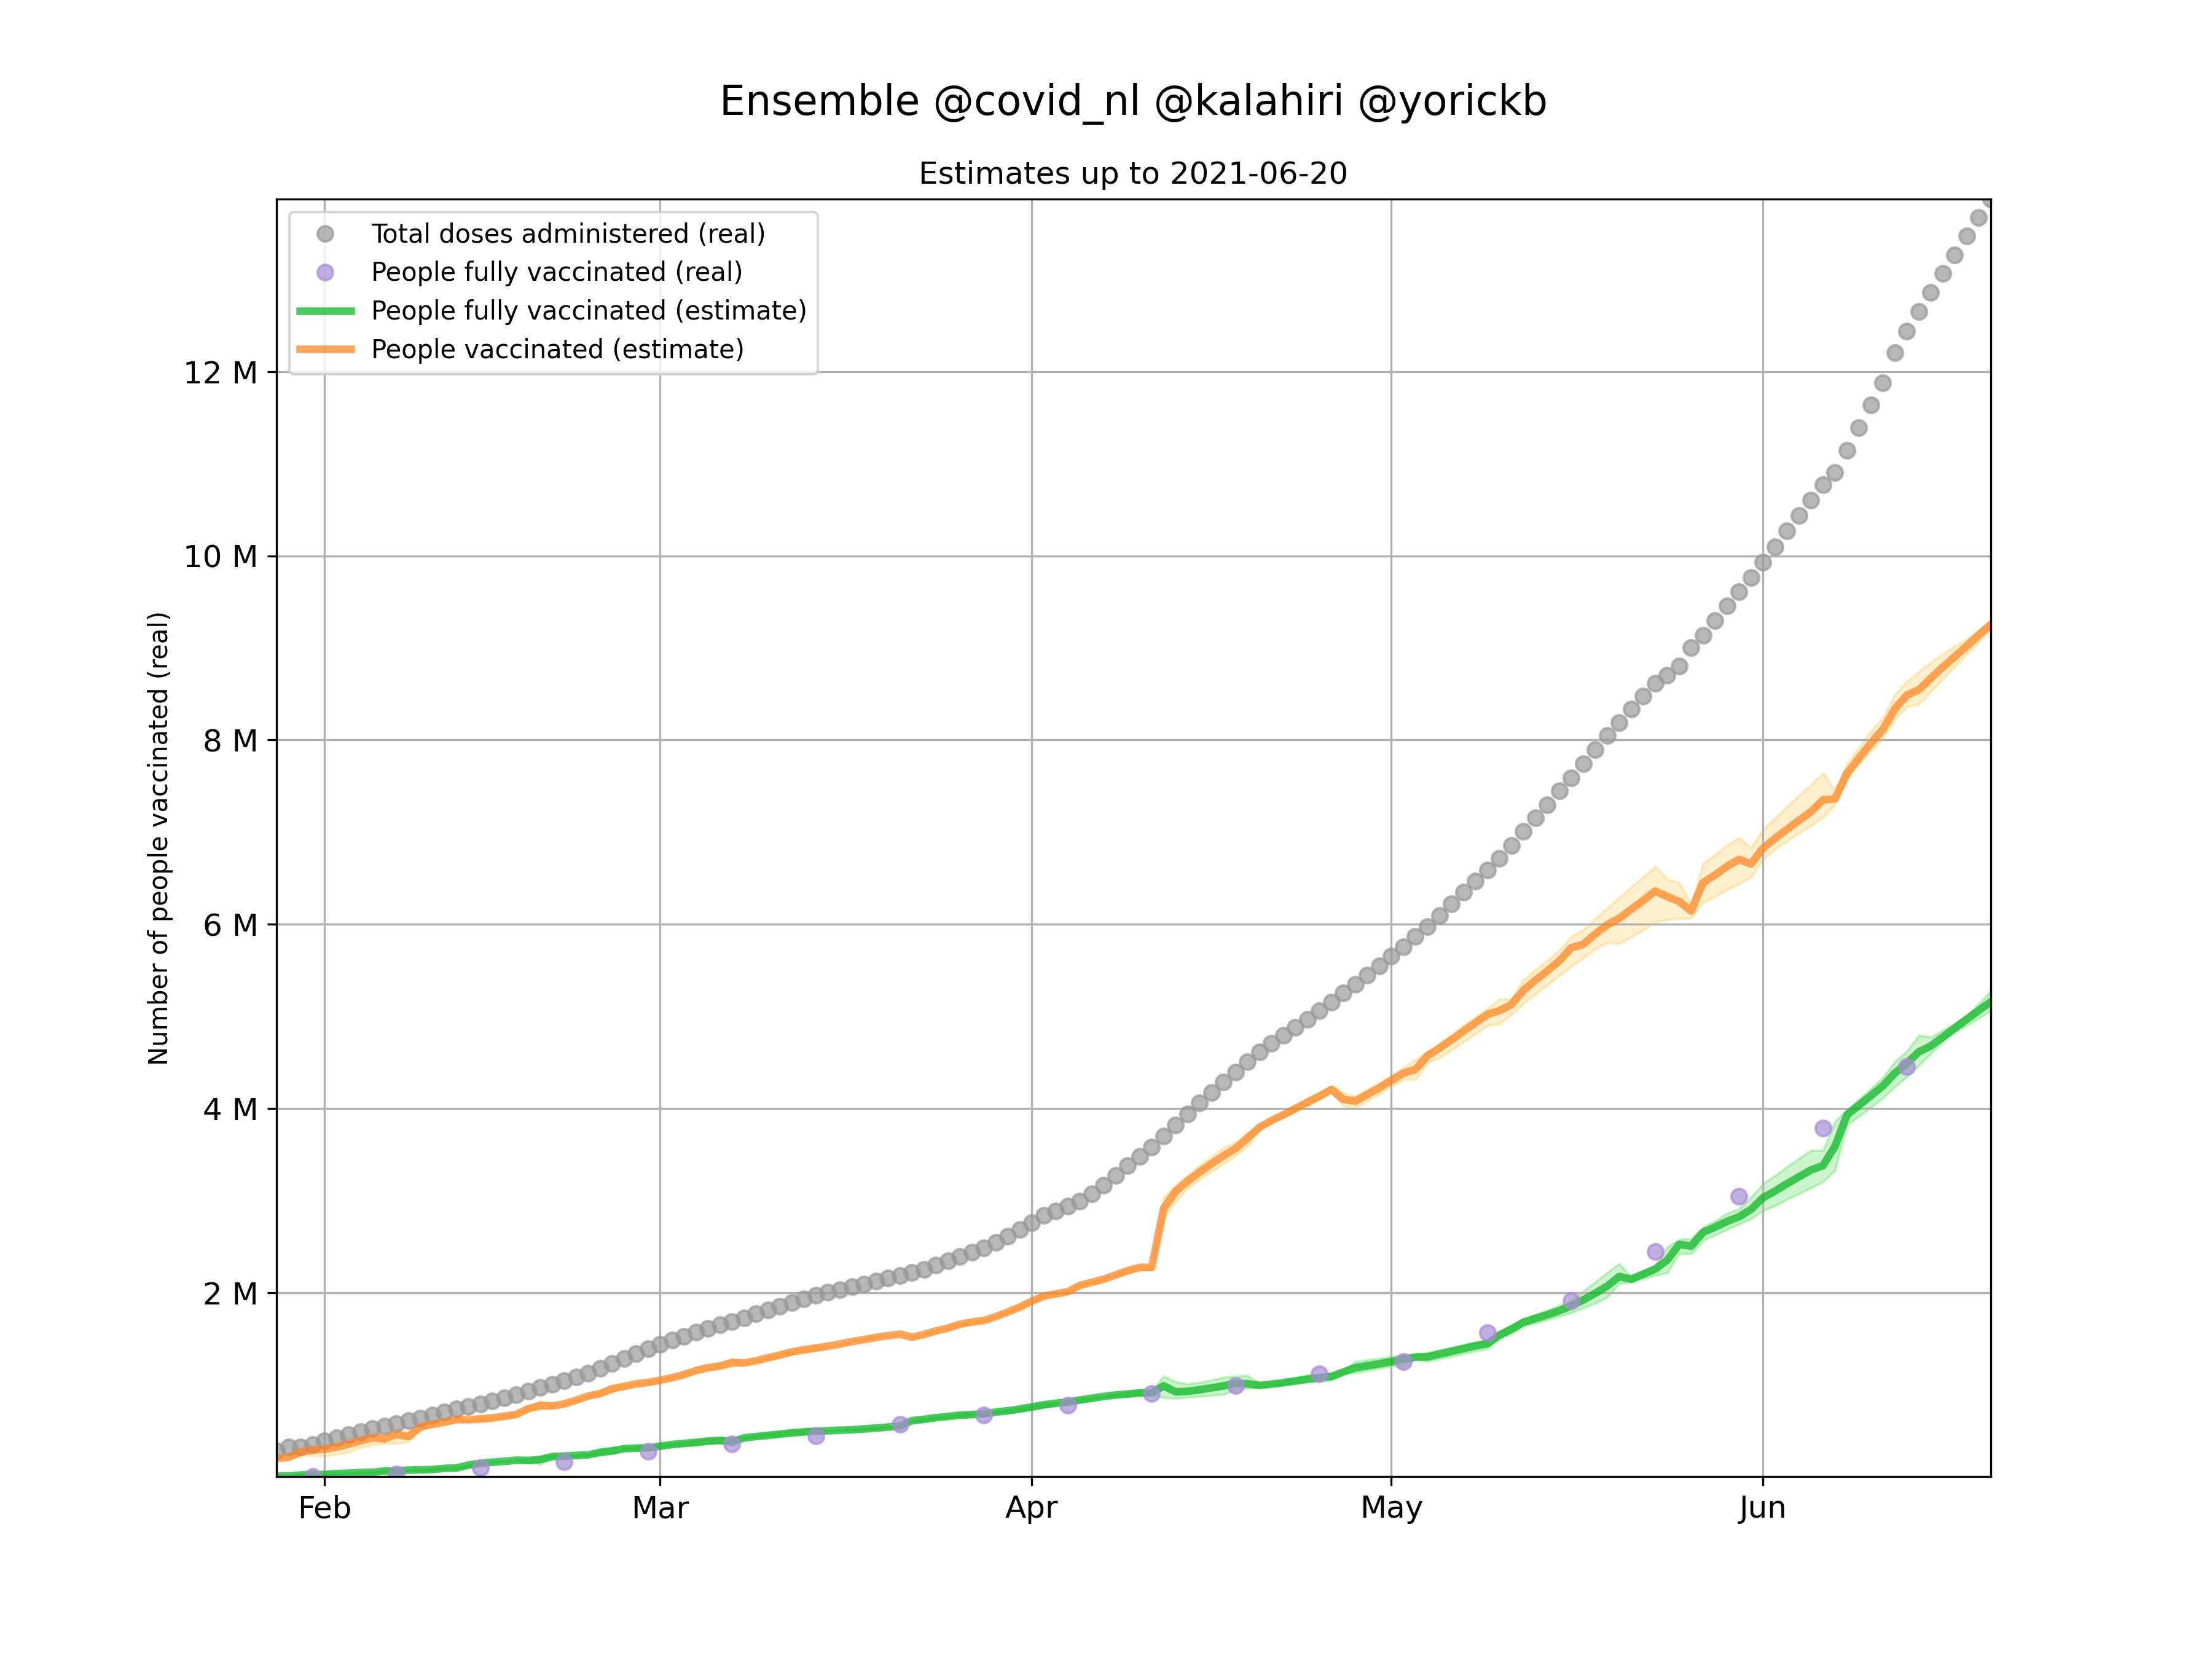 Ensemble @covid_nl @kalahiri @yorickb
Estimates up to 2021-06-20
Total doses administered (real)
People fully vaccinated (real)
People fully vaccinated (estimate)
People vaccinated (estimate)
12 M
10 M
8 M
6 M
4 M
2 M
Number of people vaccinated (real)
Feb
Mar
Apr
May
Jun